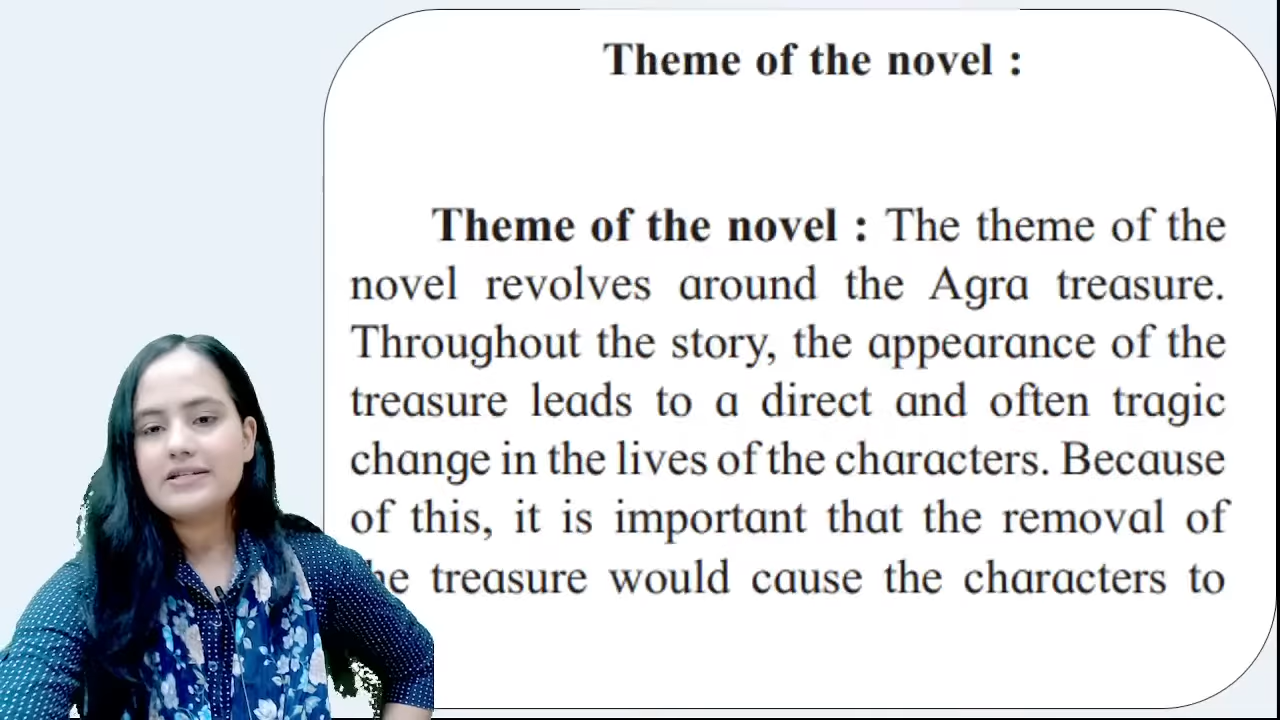 Theme of the novel :
Theme of the novel : The theme of the
novel revolves around the Agra treasure.
Throughout the story, the appearance of the
treasure leads to a direct and often tragic
change in the lives of the characters. Because
of this, it is important that the removal of
the treasure would cause the characters to